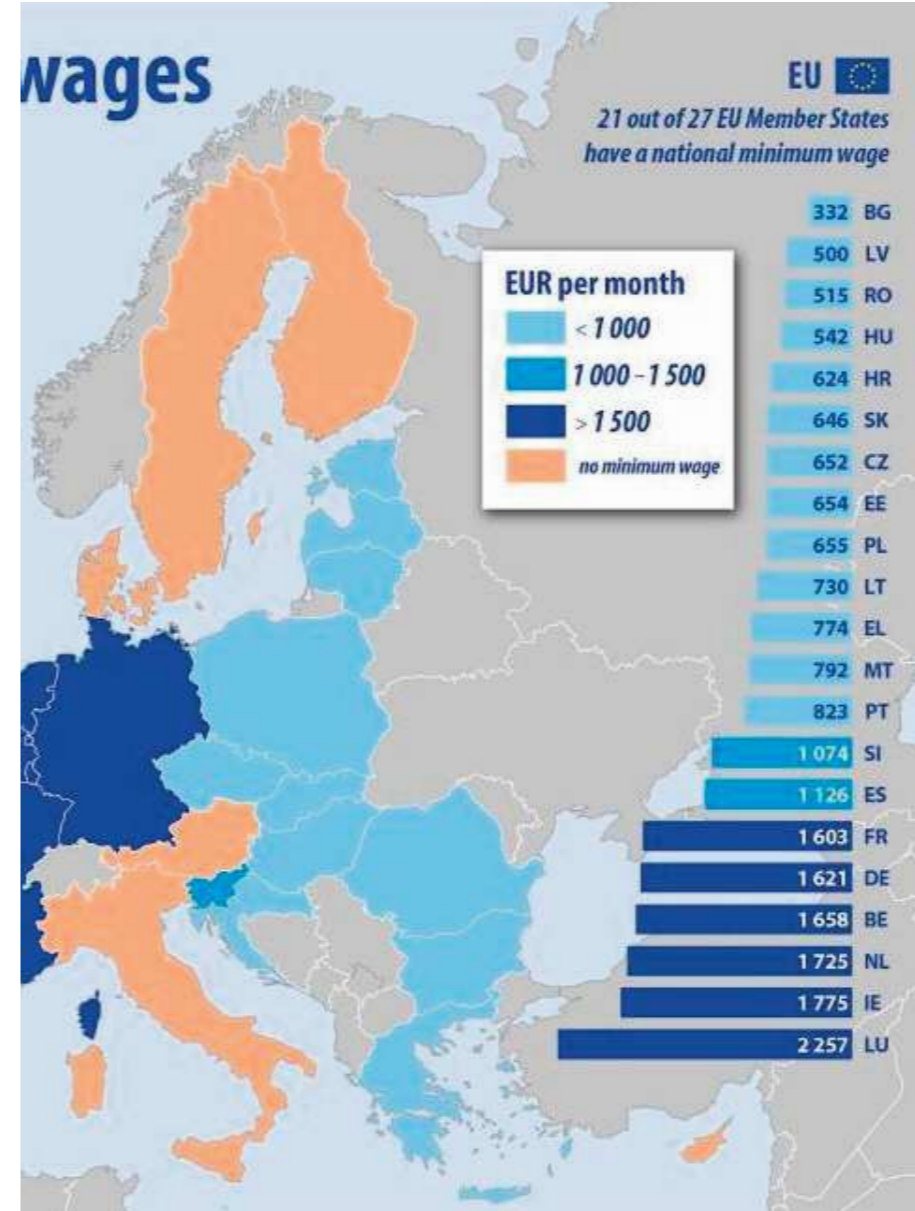 wages
EU
21 out of 27 EU Member States
have a national minimum wage
EUR per month
< 1 000
1 000 – 1 500
> 1 500
no minimum wage
332 BG
500 LV
515 RO
542 HU
624 HR
646 SK
652 CZ
654 EE
655 PL
730 LT
774 EL
792 MT
823 PT
1 074 SI
1 126 ES
1 603 FR
1 621 DE
1 658 BE
1 725 NL
1 775 IE
2 257 LU